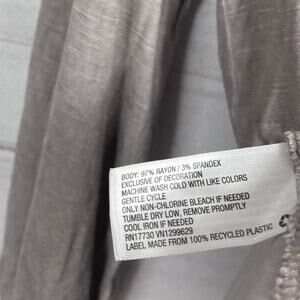 BODY: 97% RAYON / 3% SPANDEX
EXCLUSIVE OF DECORATION
MACHINE WASH COLD WITH LIKE COLORS
GENTLE CYCLE
ONLY NON-CHLORINE BLEACH IF NEEDED
TUMBLE DRY LOW, REMOVE PROMPTLY
COOL IRON IF NEEDED
RN17730 VN1299629
LABEL MADE FROM 100% RECYCLED PLASTIC